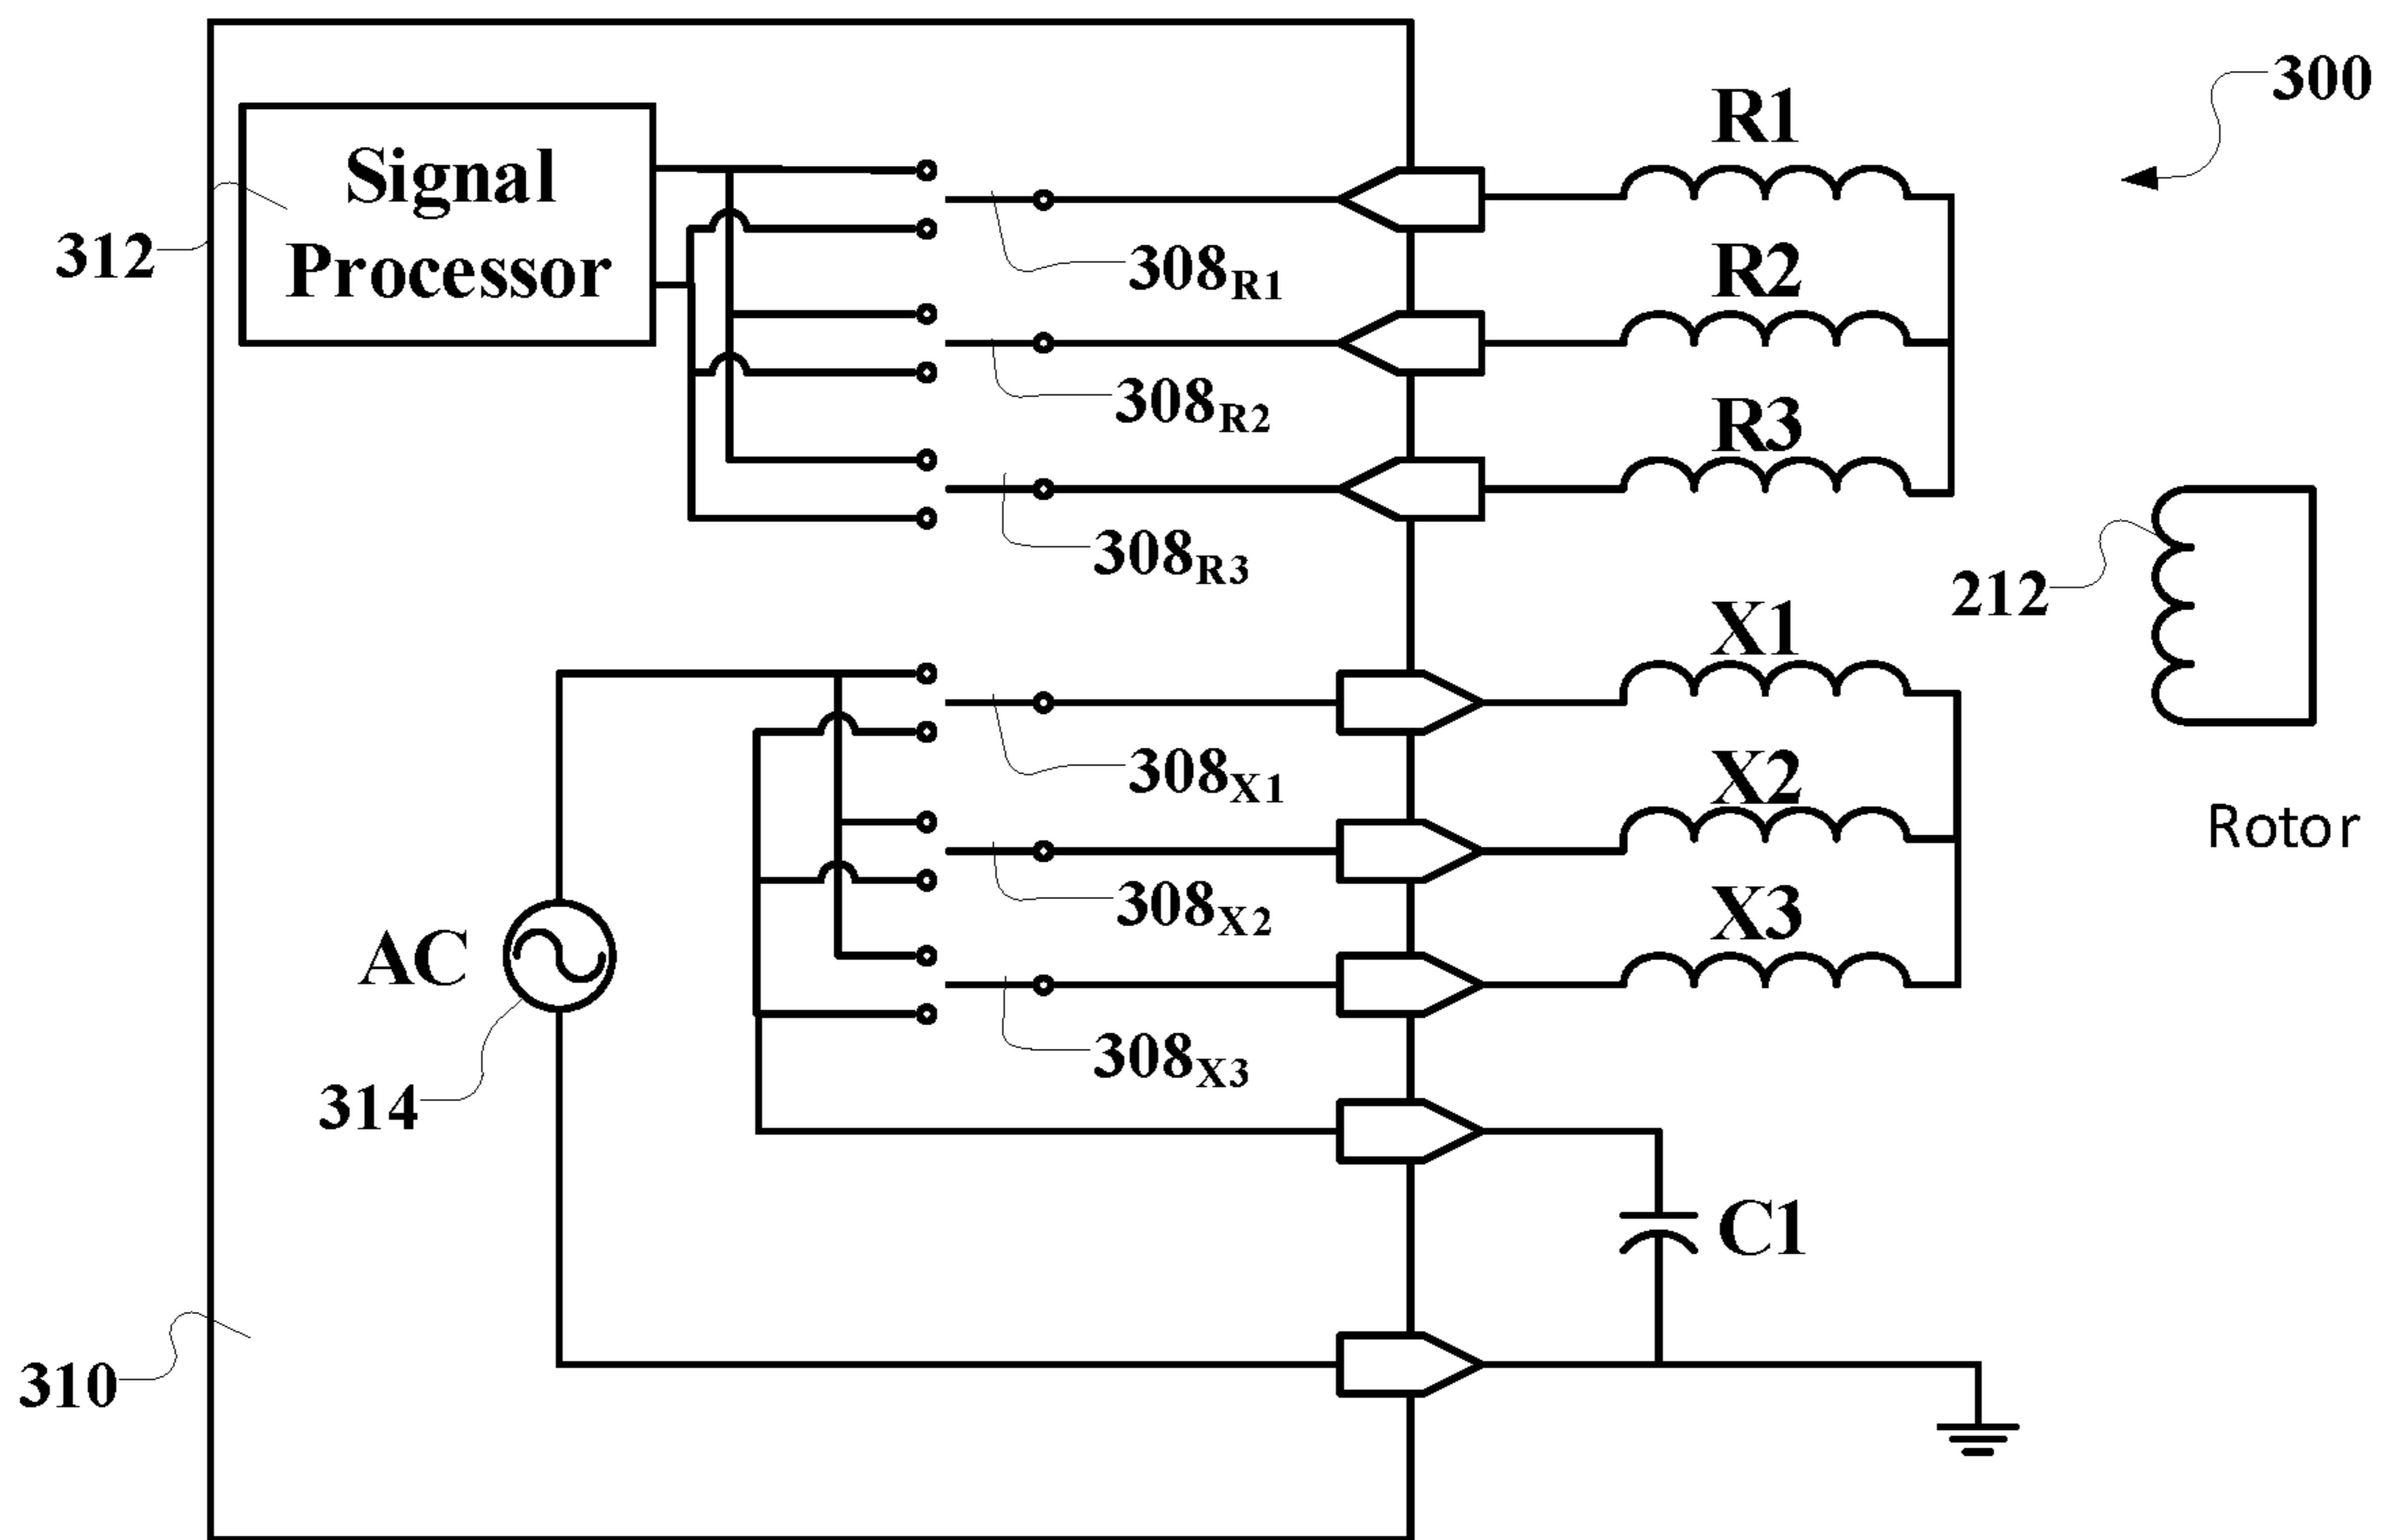 300
R1
Signal
Processor
312
308R1
R2
308R2
R3
308R3
212
X1
308X1
X2
Rotor
308X2
X3
AC
308X3
314
C1
310